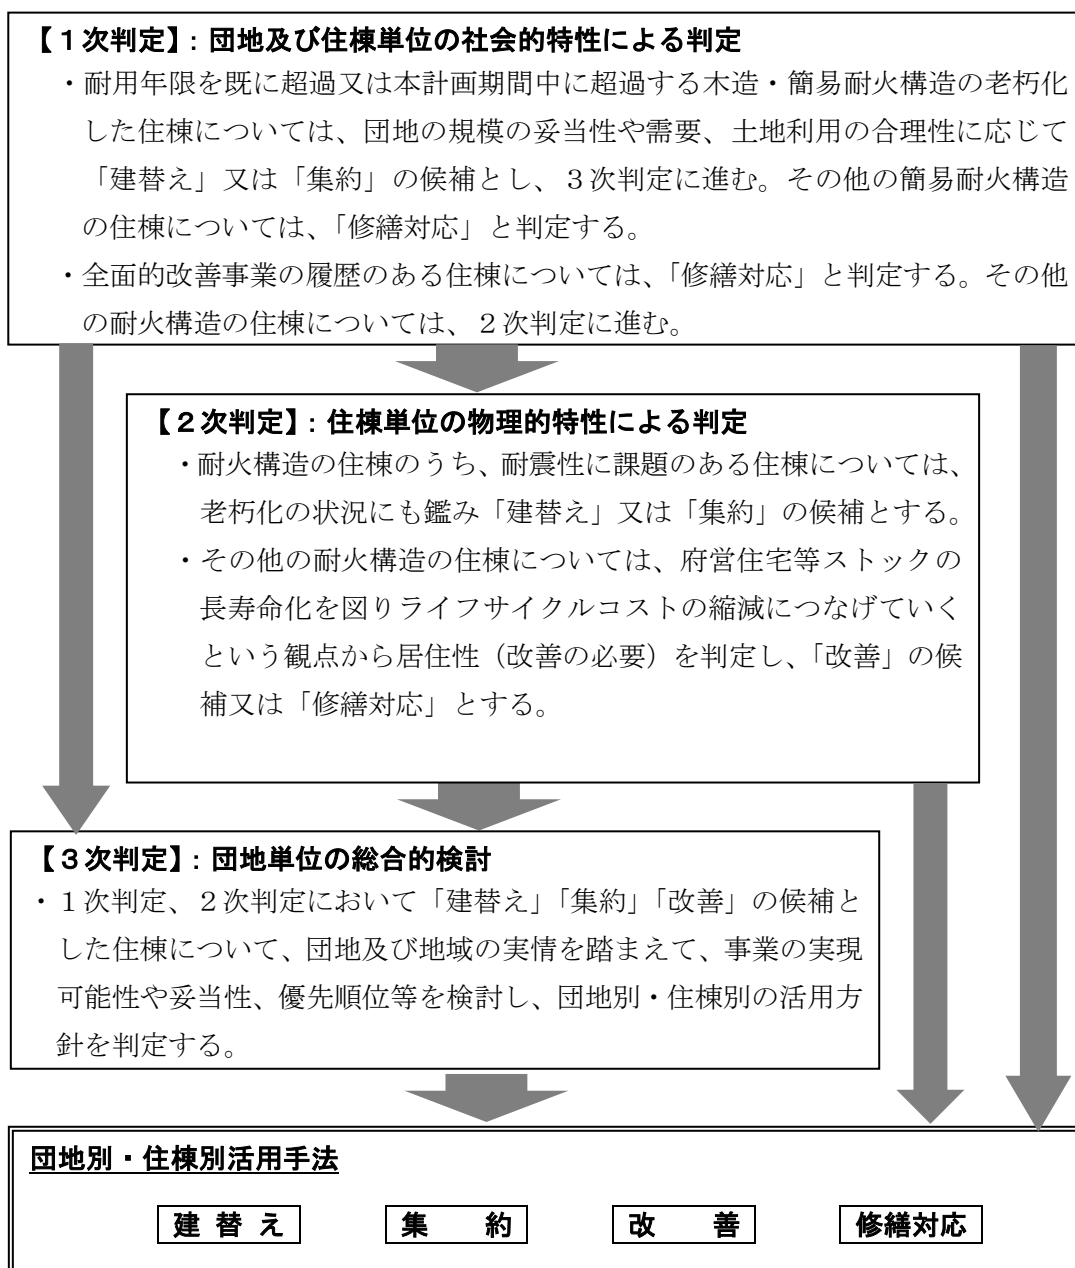 【１次判定】：団地及び住棟単位の社会的特性による判定
・耐用年限を既に超過又は本計画期間中に超過する木造・簡易耐火構造の老朽化
した住棟については、団地の規模の妥当性や需要、土地利用の合理性に応じて
「建替え」又は「集約」の候補とし、３次判定に進む。その他の簡易耐火構造
の住棟については、「修繕対応」と判定する。
・全面的改善事業の履歴のある住棟については、「修繕対応」と判定する。その他
の耐火構造の住棟については、２次判定に進む。
【２次判定】：住棟単位の物理的特性による判定
・耐火構造の住棟のうち、耐震性に課題のある住棟については、
老朽化の状況にも鑑み「建替え」又は「集約」の候補とする。
・その他の耐火構造の住棟については、府営住宅等ストックの
長寿命化を図りライフサイクルコストの縮減につなげていく
という観点から居住性（改善の必要）を判定し、「改善」の候
補又は「修繕対応」とする。
【３次判定】：団地単位の総合的検討
・１次判定、２次判定において「建替え」「集約」「改善」の候補と
した住棟について、団地及び地域の実情を踏まえて、事業の実現
可能性や妥当性、優先順位等を検討し、団地別・住棟別の活用方
針を判定する。
団地別・住棟別活用手法
建 替 え　集　約　改　善　修繕対応